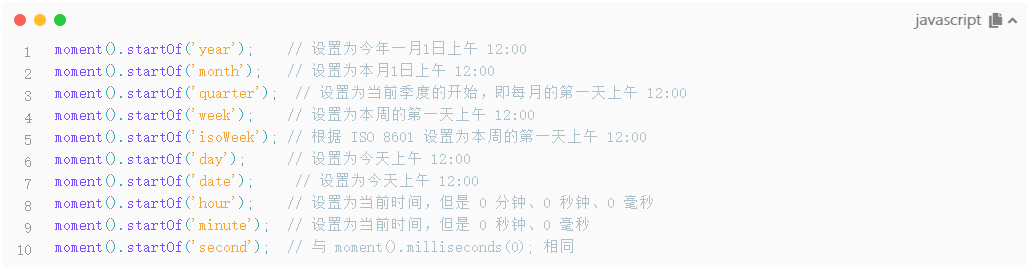 javascript
1 moment().startOf('year');    // 设置为今年一月1日上午 12:00
2 moment().startOf('month');   // 设置为本月1日上午 12:00
3 moment().startOf('quarter');  // 设置为当前季度的开始，即每月的第一天上午 12:00
4 moment().startOf('week');    // 设置为本周的第一天上午 12:00
5 moment().startOf('isoWeek'); // 根据 ISO 8601 设置为本周的第一天上午 12:00
6 moment().startOf('day');     // 设置为今天上午 12:00
7 moment().startOf('date');     // 设置为今天上午 12:00
8 moment().startOf('hour');    // 设置为当前时间，但是 0 分钟、0 秒钟、0 毫秒
9 moment().startOf('minute');  // 设置为当前时间，但是 0 秒钟、0 毫秒
10 moment().startOf('second');  // 与 moment().milliseconds(0); 相同